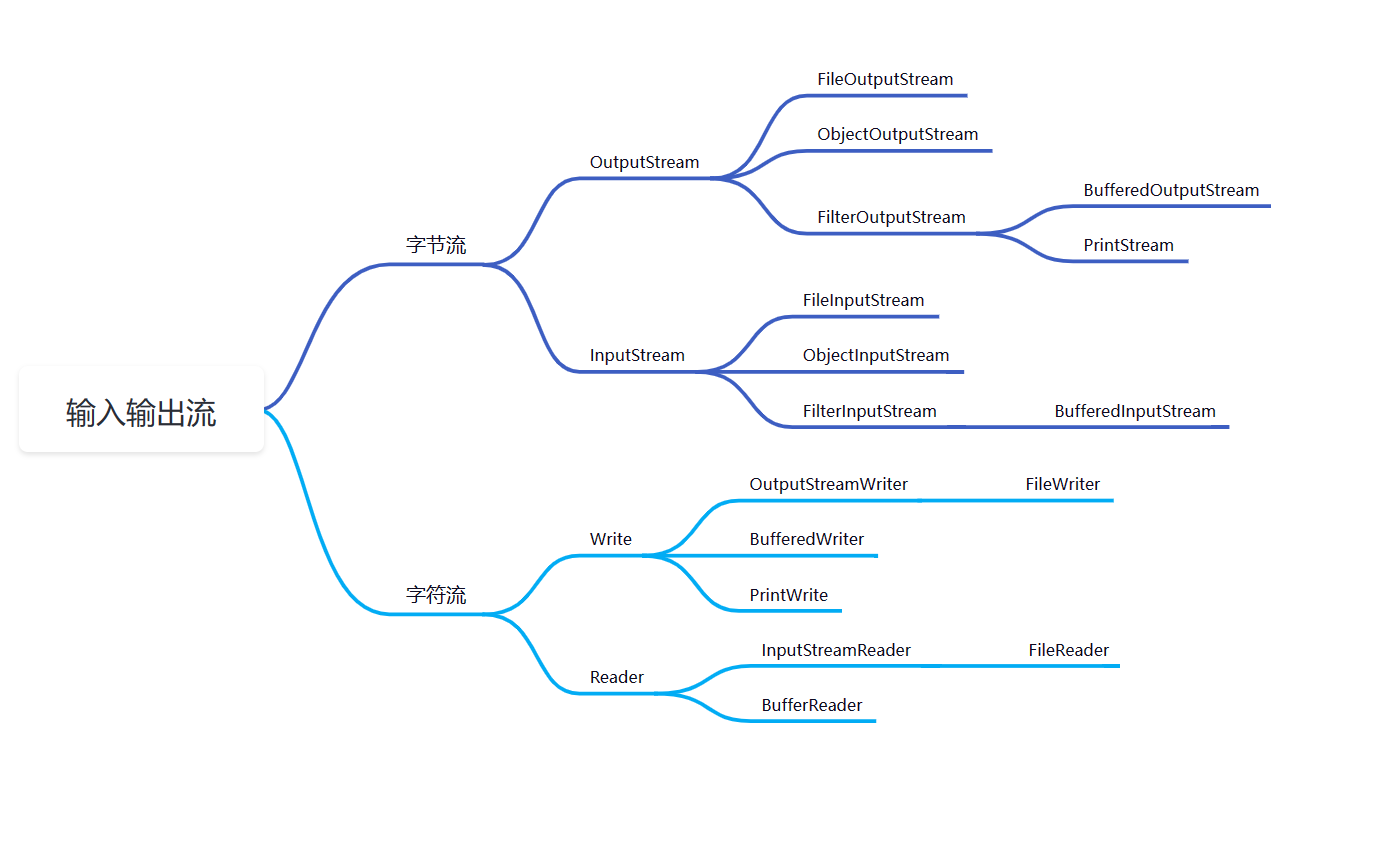 输入输出流
字节流
OutputStream
FileOutputStream
ObjectOutputStream
FilterOutputStream
BufferedOutputStream
PrintStream
InputStream
FileInputStream
ObjectInputStream
FilterInputStream
BufferedInputStream
字符流
Write
OutputStreamWriter
FileWriter
BufferedWriter
PrintWrite
Reader
InputStreamReader
FileReader
BufferReader